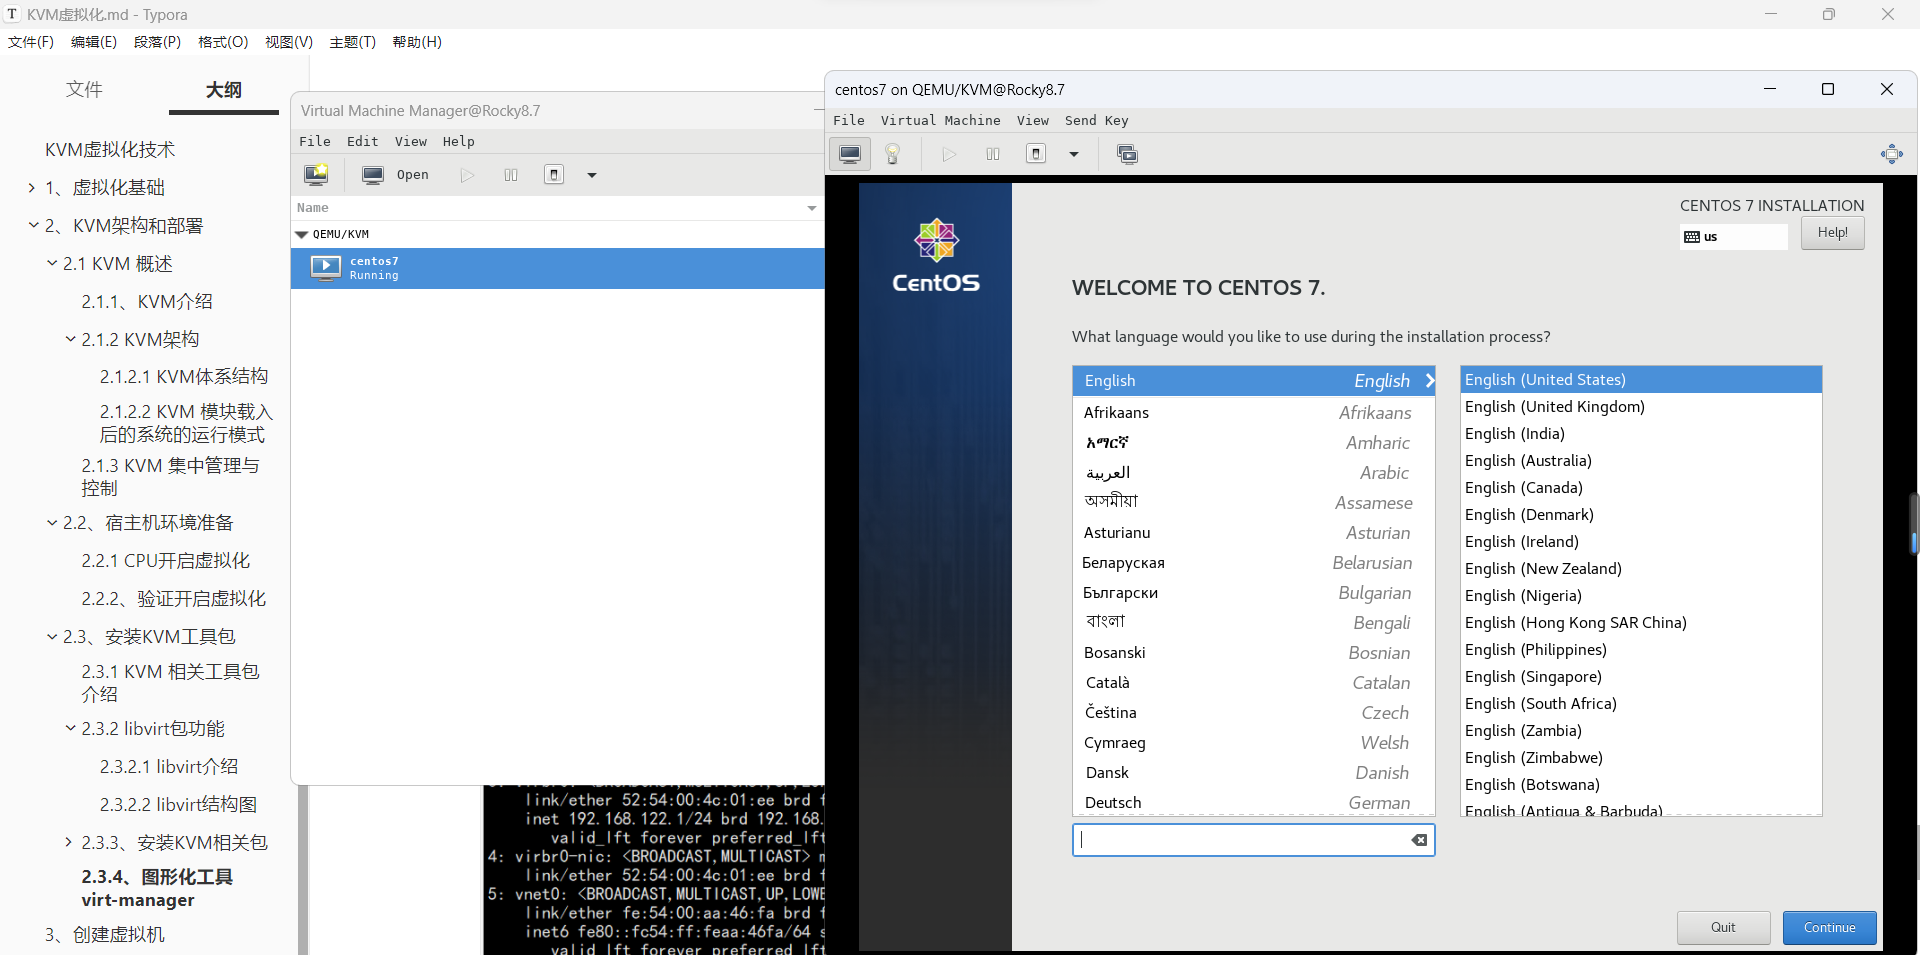 T KVM虚拟化.md - Typora
文件(F) 编辑(E) 段落(P) 格式(O) 视图(V) 主题(T) 帮助(H)
文件 大纲
KVM虚拟化技术
1、虚拟化基础
2、KVM架构和部署
2.1 KVM 概述
2.1.1、KVM介绍
2.1.2 KVM架构
2.1.2.1 KVM体系结构
2.1.2.2 KVM 模块载入
后的系统的运行模式
2.1.3 KVM 集中管理与
控制
2.2、宿主机环境准备
2.2.1 CPU开启虚拟化
2.2.2、验证开启虚拟化
2.3、安装KVM工具包
2.3.1 KVM 相关工具包
介绍
2.3.2 libvirt包功能
2.3.2.1 libvirt介绍
2.3.2.2 libvirt结构图
2.3.3、安装KVM相关包
2.3.4、图形化工具
virt-manager
3、创建虚拟机
Virtual Machine Manager@Rocky8.7
File Edit View Help
Open
Name
QEMU/KVM
centos7
Running
link/ether 52:54:00:4c:01:ee brd f
inet 192.168.122.1/24 brd 192.168.
valid_lft forever preferred_lft
4: virbr0-nic: <BROADCAST,MULTICAST> m
link/ether 52:54:00:4c:01:ee brd f
5: vnet0: <BROADCAST,MULTICAST,UP,LOWE
link/ether fe:54:00:aa:46:fa brd f
inet6 fe80::fc54:ff:feaa:46fa/64 s
valid_lft forever preferred_lft
centos7 on QEMU/KVM@Rocky8.7
File Virtual Machine View Send Key
CentOS
CENTOS 7 INSTALLATION
us Help!
WELCOME TO CENTOS 7.
What language would you like to use during the installation process?
English English
Afrikaans Afrikaans
አማርኛ Amharic
العربية Arabic
অসমীয়া Assamese
Asturianu Asturian
Беларуская Belarusian
Български Bulgarian
বাংলা Bengali
Bosanski Bosnian
Català Catalan
Čeština Czech
Cymraeg Welsh
Dansk Danish
Deutsch German
English (United States)
English (United Kingdom)
English (India)
English (Australia)
English (Canada)
English (Denmark)
English (Ireland)
English (New Zealand)
English (Nigeria)
English (Hong Kong SAR China)
English (Philippines)
English (Singapore)
English (South Africa)
English (Zambia)
English (Zimbabwe)
English (Botswana)
English (Antigua & Barbuda)
Quit Continue